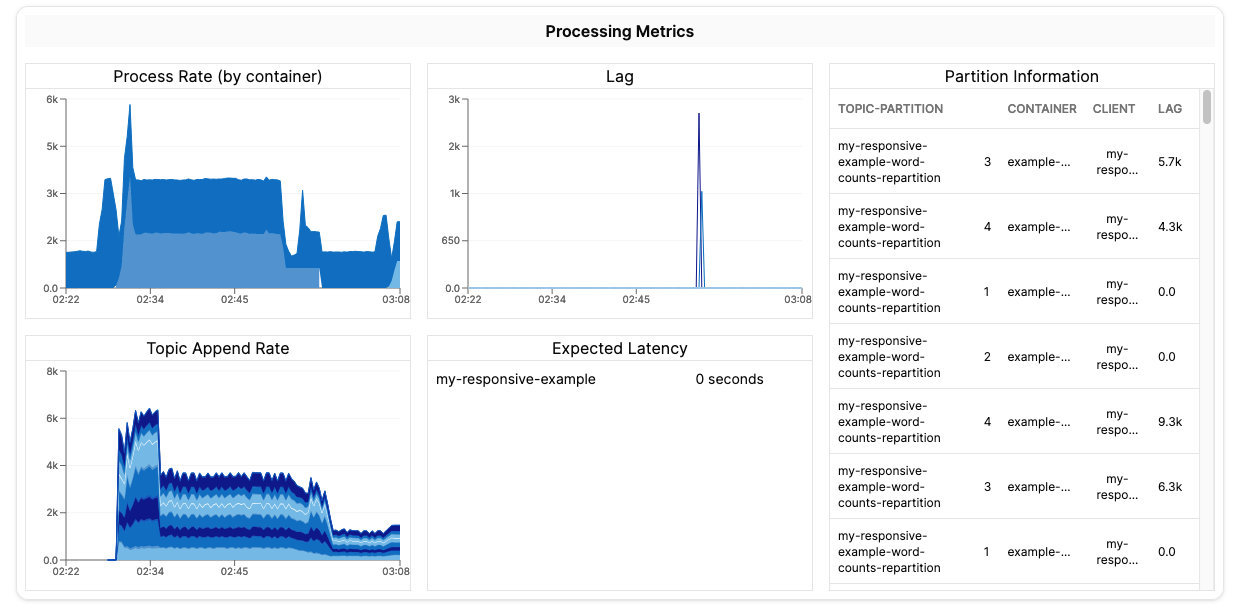 Processing Metrics
Process Rate (by container)
6k
5k
3k
2k
0.0
02:22
02:34
02:45
03:08
Lag
3k
2k
1k
650
0.0
02:22
02:34
02:45
03:08
Topic Append Rate
8k
6k
4k
2k
0.0
02:22
02:34
02:45
03:08
Expected Latency
my-responsive-example 0 seconds
Partition Information
TOPIC-PARTITION CONTAINER CLIENT LAG
my-responsive-
example-word-
counts-repartition
3
example-...
my-
respo...
5.7k
my-responsive-
example-word-
counts-repartition
4
example-...
my-
respo...
4.3k
my-responsive-
example-word-
counts-repartition
1
example-...
my-
respo...
0.0
my-responsive-
example-word-
counts-repartition
2
example-...
my-
respo...
0.0
my-responsive-
example-word-
counts-repartition
4
example-...
my-
respo...
9.3k
my-responsive-
example-word-
counts-repartition
3
example-...
my-
respo...
6.3k
my-responsive-
example-word-
counts-repartition
1
example-...
my-
respo...
0.0